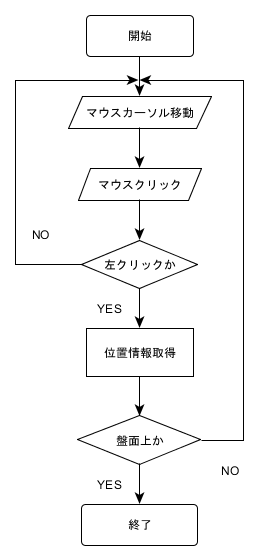 開始
マウスカーソル移動
マウスクリック
左クリックか
NO
YES
位置情報取得
盤面上か
NO
YES
終了